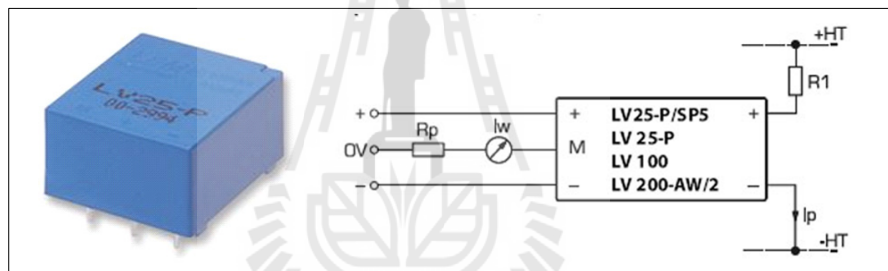 LV25-P
00-2994
+HT
R1
+
Rp
Iw
0V
−
+
M
−
LV25-P/SP5
LV 25-P
LV 100
LV 200-AW/2
+
−
Ip
-HT